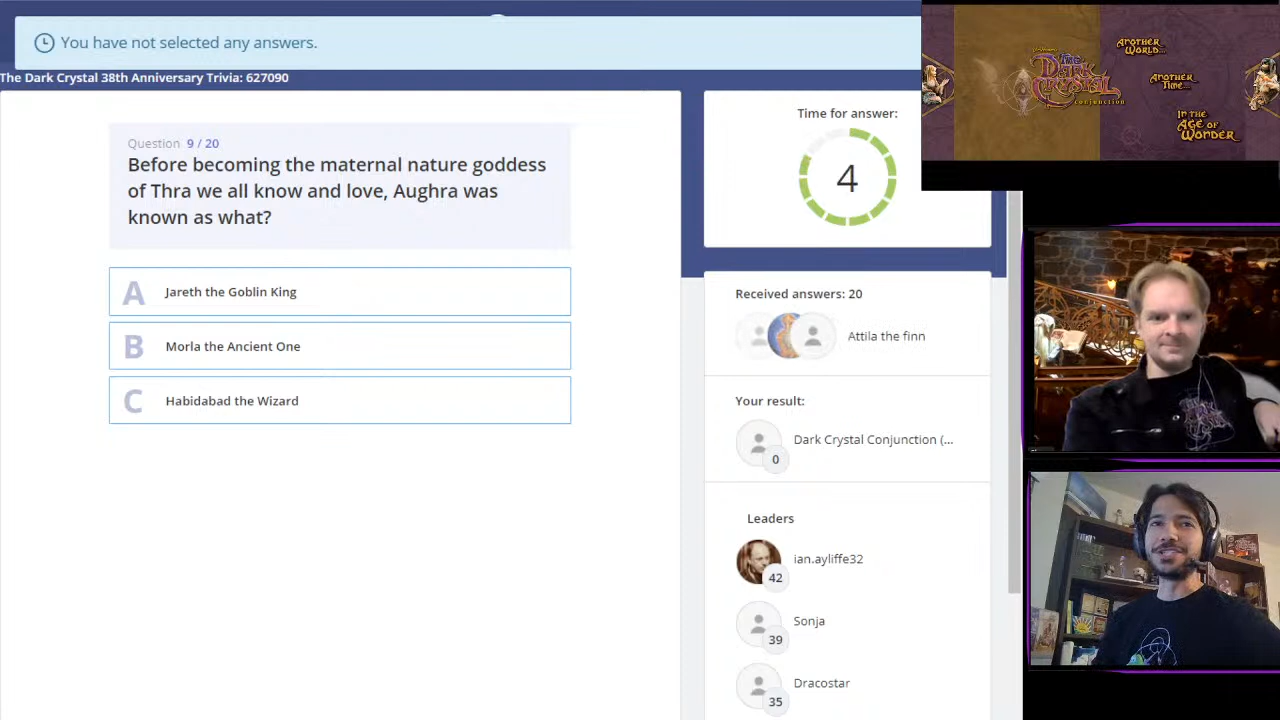 You have not selected any answers.
The Dark Crystal 38th Anniversary Trivia: 627090
Question 9 / 20
Before becoming the maternal nature goddess
of Thra we all know and love, Aughra was
known as what?
A Jareth the Goblin King
B Morla the Ancient One
C Habidabad the Wizard
Time for answer:
4
Received answers: 20
Attila the finn
Your result:
Dark Crystal Conjunction (...
0
Leaders
ian.ayliffe32
42
Sonja
39
Dracostar
35
The
Dark
Crystal
Conjunction
Another
World...
Another
Time...
In the
Age of
Wonder